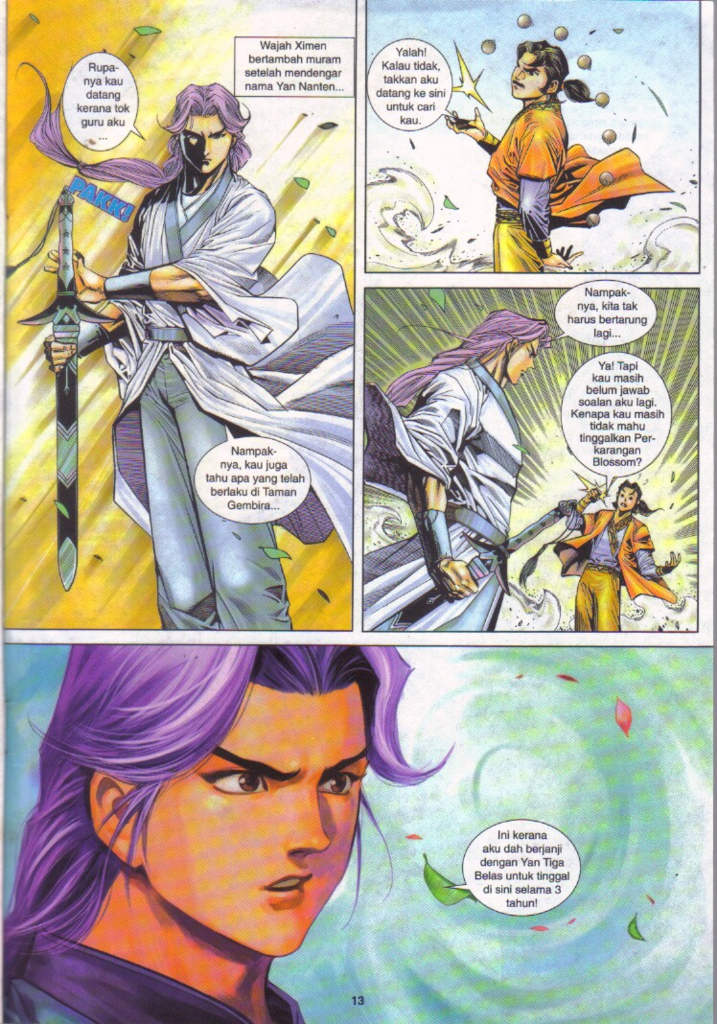 Wajah Ximen
bertambah muram
setelah mendengar
nama Yan Nanten...
Rupa-
nya kau
datang
kerana tok
guru aku
...
PAKK!
Nampak-
nya, kau juga
tahu apa yang telah
berlaku di Taman
Gembira...
Yalah!
Kalau tidak,
takkan aku
datang ke sini
untuk cari
kau.
Nampak-
nya, kita tak
harus bertarung
lagi...
Ya! Tapi
kau masih
belum jawab
soalan aku lagi.
Kenapa kau masih
tidak mahu
tinggalkan Per-
karangan
Blossom?
Ini kerana
aku dah berjanji
dengan Yan Tiga
Belas untuk tinggal
di sini selama 3
tahun!
13